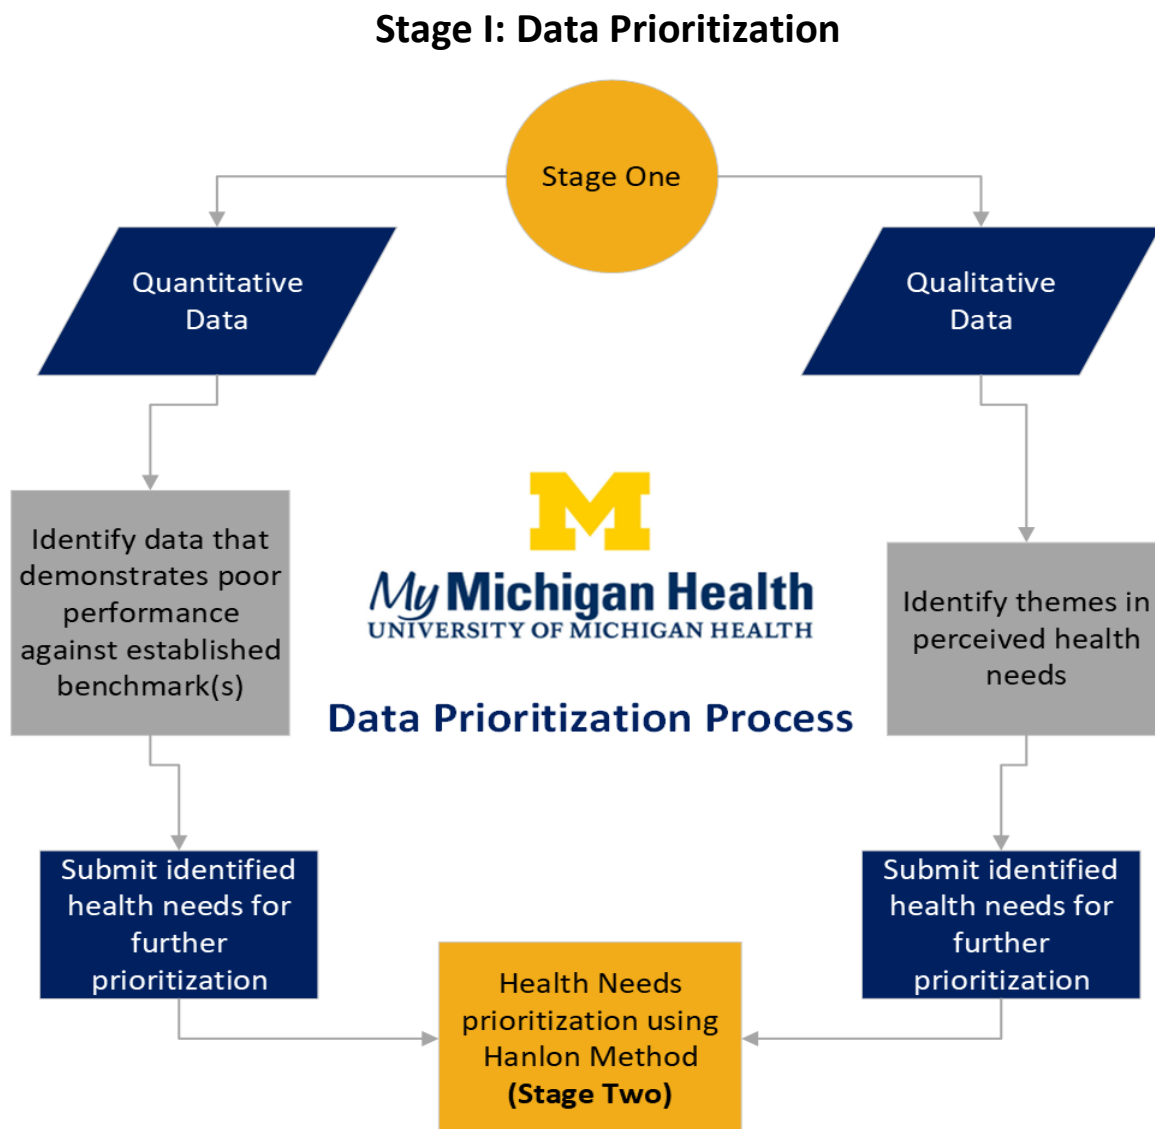 Stage I: Data Prioritization
Stage One
Quantitative
Data
Qualitative
Data
Identify data that
demonstrates poor
performance
against established
benchmark(s)
M
My Michigan Health
UNIVERSITY OF MICHIGAN HEALTH
Data Prioritization Process
Identify themes in
perceived health
needs
Submit identified
health needs for
further
prioritization
Submit identified
health needs for
further
prioritization
Health Needs
prioritization using
Hanlon Method
(Stage Two)